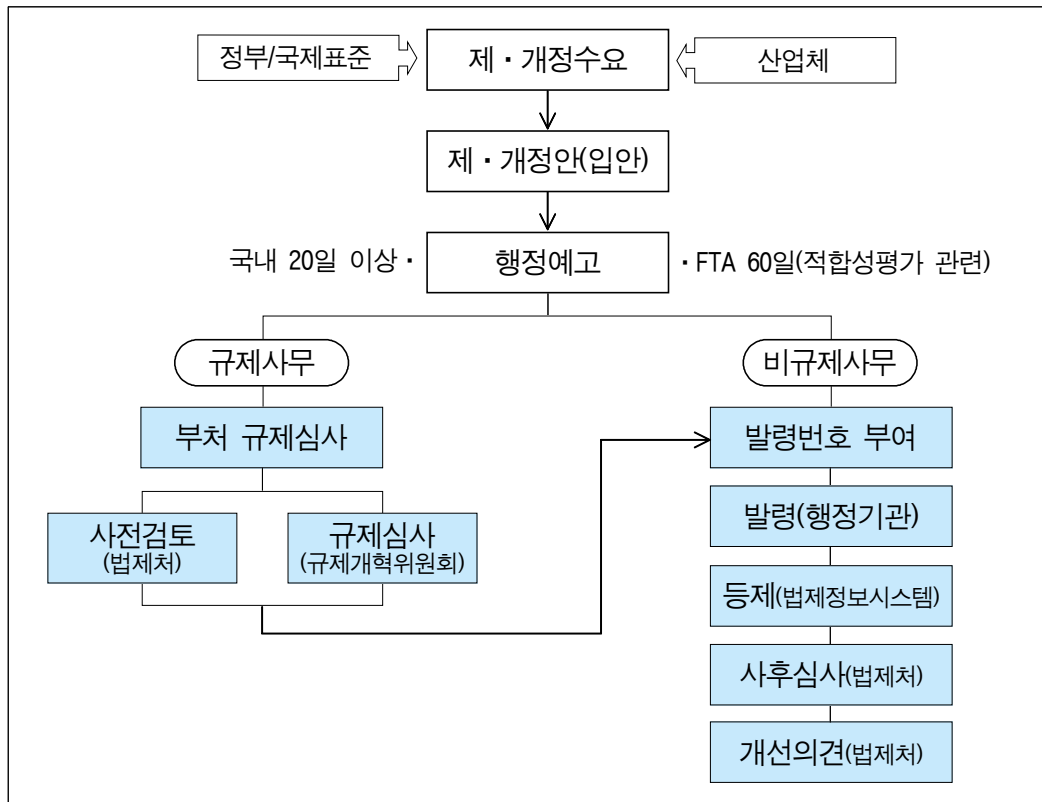 정부/국제표준
제·개정수요
산업체
제·개정안(입안)
국내 20일 이상 ·
행정예고
· FTA 60일(적합성평가 관련)
규제사무
비규제사무
부처 규제심사
발령번호 부여
사전검토
(법제처)
규제심사
(규제개혁위원회)
발령(행정기관)
등제(법제정보시스템)
사후심사(법제처)
개선의견(법제처)